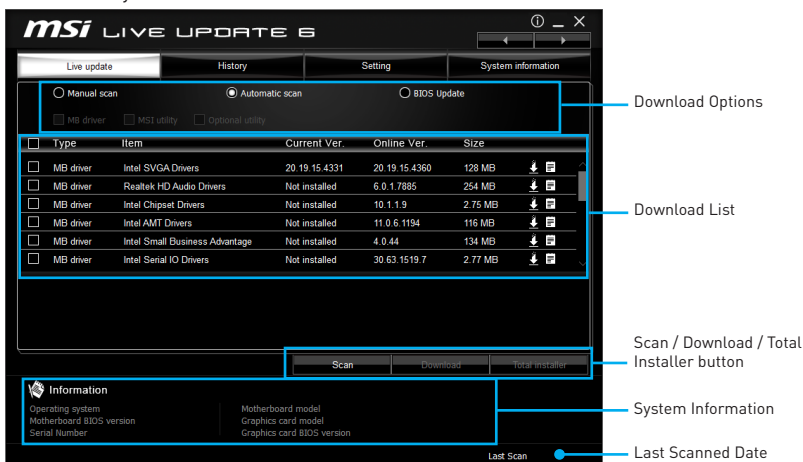 msi LIVE UPDATE 6
Live update History Setting System information
Manual scan Automatic scan BIOS Update
MB driver MSI utility Optional utility
Download Options
Type Item Current Ver. Online Ver. Size
MB driver Intel SVGA Drivers 20.19.15.4331 20.19.15.4360 128 MB
MB driver Realtek HD Audio Drivers Not installed 6.0.1.7885 254 MB
MB driver Intel Chipset Drivers Not installed 10.1.1.9 2.75 MB
Download List
MB driver Intel AMT Drivers Not installed 11.0.6.1194 116 MB
MB driver Intel Small Business Advantage Not installed 4.0.44 134 MB
MB driver Intel Serial IO Drivers Not installed 30.63.1519.7 2.77 MB
Scan Download Total installer
Scan / Download / Total
Installer button
Information
Operating system Motherboard model
Motherboard BIOS version Graphics card model
Serial Number Graphics card BIOS version
System Information
Last Scan
Last Scanned Date